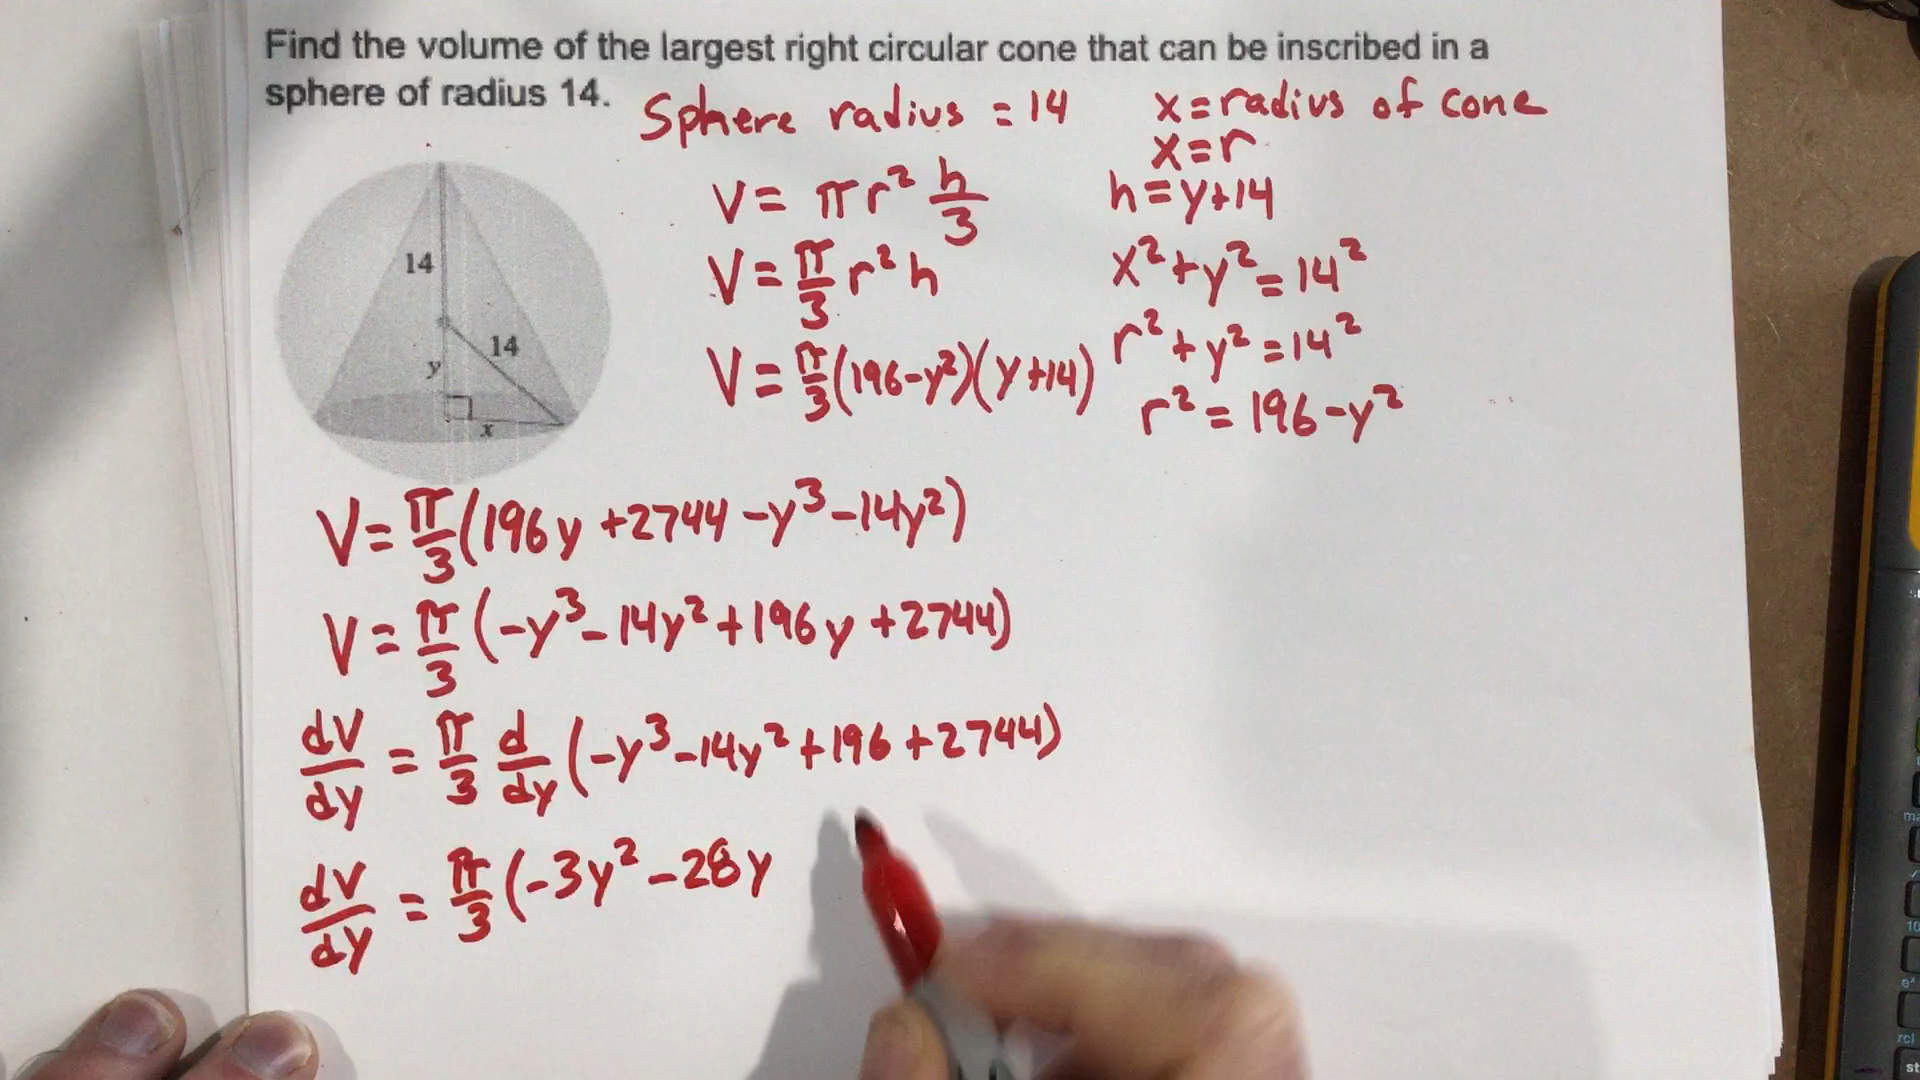 Find the volume of the largest right circular cone that can be inscribed in a
sphere of radius 14.
Sphere radius = 14
x = radius of cone
x = r
V = πr² h/3
h = y+14
V = π/3 r² h
x² + y² = 14²
V = π/3 (196-y²)(y+14)
r² + y² = 14²
r² = 196 - y²
14
14
y
x
V = π/3 (196y + 2744 - y³ - 14y²)
V = π/3 (-y³ - 14y² + 196y + 2744)
dV/dy = π/3 d/dy (-y³ - 14y² + 196 + 2744)
dV/dy = π/3 (-3y² - 28y